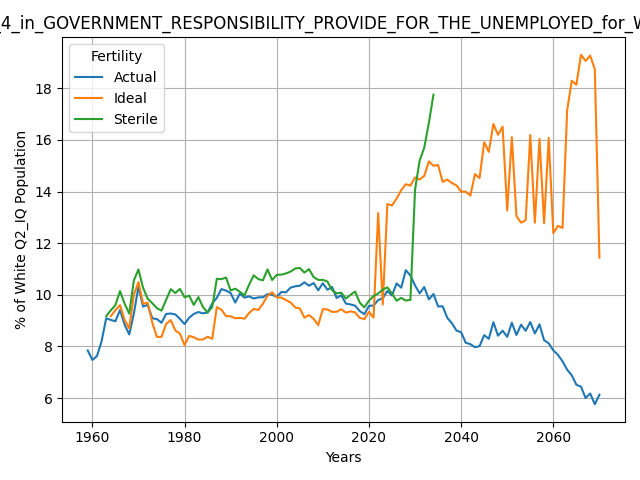 _4_in_GOVERNMENT_RESPONSIBILITY_PROVIDE_FOR_THE_UNEMPLOYED_for_W
Fertility
Actual
Ideal
Sterile
% of White Q2_IQ Population
18
16
14
12
10
8
6
1960 1980 2000 2020 2040 2060
Years